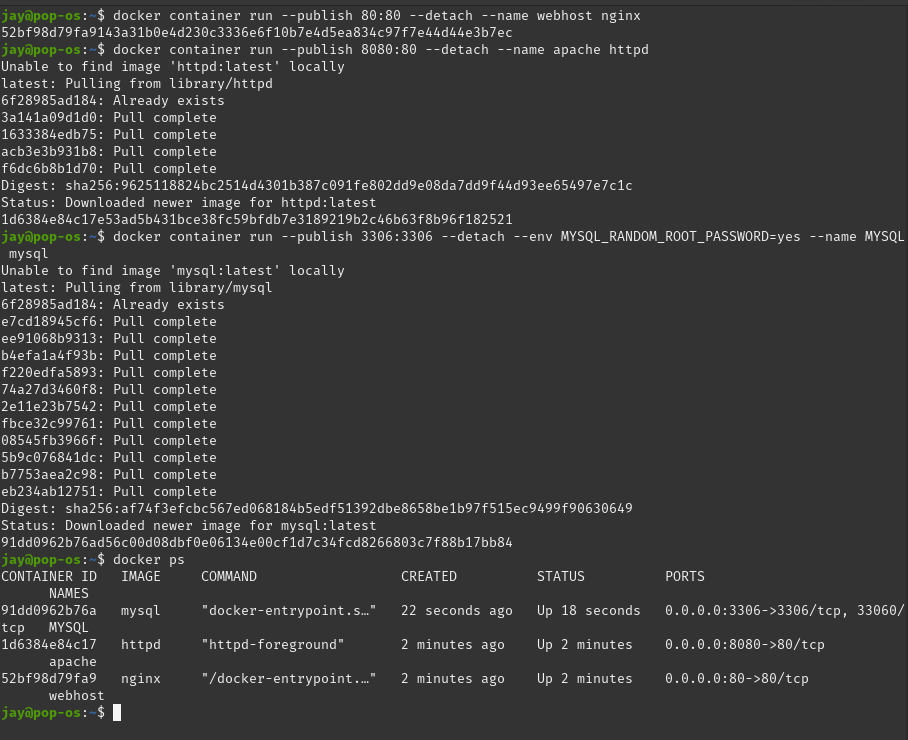 jay@pop-os:~$ docker container run --publish 80:80 --detach --name webhost nginx
52bf98d79fa9143a31b0e4d230c3336e6f10b7e4d5ea834c97f7e44d44e3b7ec
jay@pop-os:~$ docker container run --publish 8080:80 --detach --name apache httpd
Unable to find image 'httpd:latest' locally
latest: Pulling from library/httpd
6f28985ad184: Already exists
3a141a09d1d0: Pull complete
1633384edb75: Pull complete
acb3e3b931b8: Pull complete
f6dc6b8b1d70: Pull complete
Digest: sha256:9625118824bc2514d4301b387c091fe802dd9e08da7dd9f44d93ee65497e7c1c
Status: Downloaded newer image for httpd:latest
1d6384e84c17e53ad5b431bce38fc59bfdb7e3189219b2c46b63f8b96f182521
jay@pop-os:~$ docker container run --publish 3306:3306 --detach --env MYSQL_RANDOM_ROOT_PASSWORD=yes --name MYSQL
 mysql
Unable to find image 'mysql:latest' locally
latest: Pulling from library/mysql
6f28985ad184: Already exists
e7cd18945cf6: Pull complete
ee91068b9313: Pull complete
b4efa1a4f93b: Pull complete
f220edfa5893: Pull complete
74a27d3460f8: Pull complete
2e11e23b7542: Pull complete
fbce32c99761: Pull complete
08545fb3966f: Pull complete
5b9c076841dc: Pull complete
b7753aea2c98: Pull complete
eb234ab12751: Pull complete
Digest: sha256:af74f3efcbc567ed068184b5edf51392dbe8658be1b97f515ec9499f90630649
Status: Downloaded newer image for mysql:latest
91dd0962b76ad56c00d08dbf0e06134e00cf1d7c34fcd8266803c7f88b17bb84
jay@pop-os:~$ docker ps
CONTAINER ID   IMAGE     COMMAND                  CREATED          STATUS          PORTS
      NAMES
91dd0962b76a   mysql     "docker-entrypoint.s…"   22 seconds ago   Up 18 seconds   0.0.0.0:3306->3306/tcp, 33060/
tcp   MYSQL
1d6384e84c17   httpd     "httpd-foreground"       2 minutes ago    Up 2 minutes    0.0.0.0:8080->80/tcp
      apache
52bf98d79fa9   nginx     "/docker-entrypoint.…"   2 minutes ago    Up 2 minutes    0.0.0.0:80->80/tcp
      webhost
jay@pop-os:~$